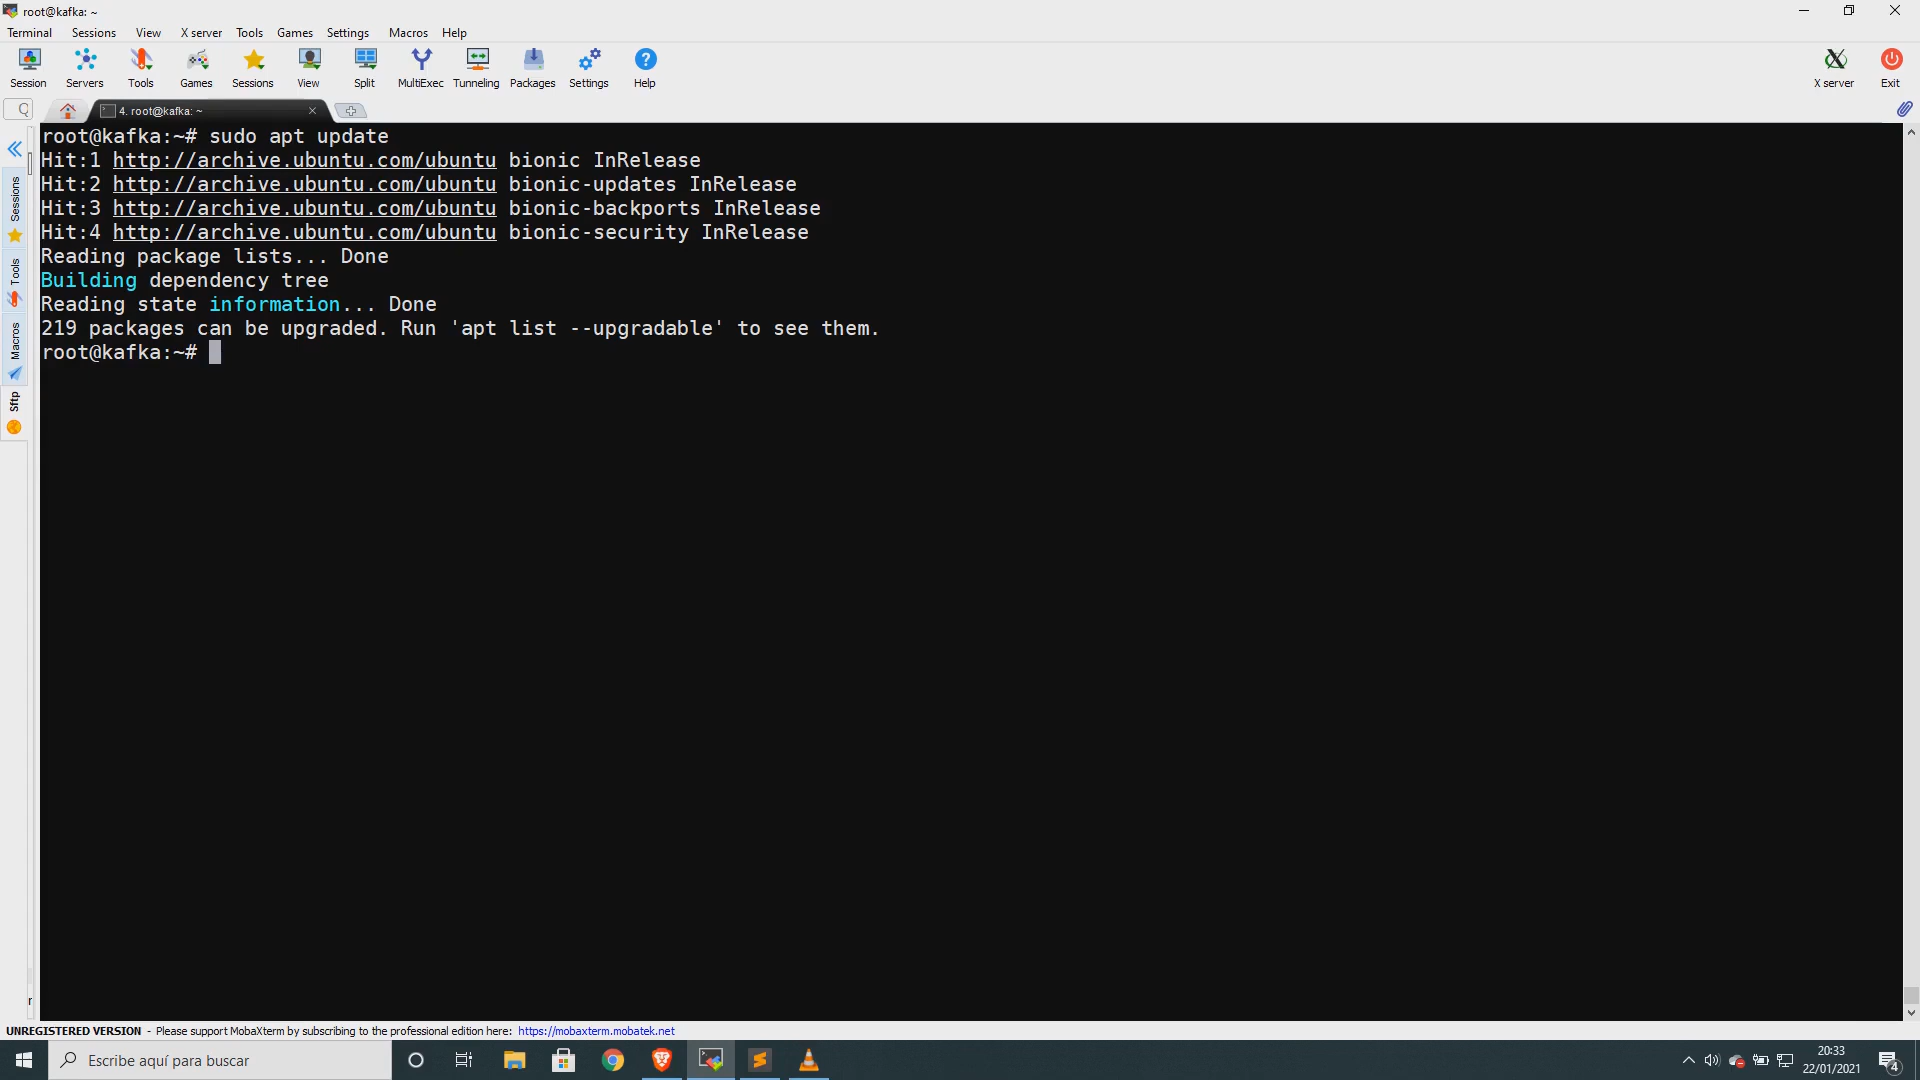 root@kafka: ~
Terminal Sessions View X server Tools Games Settings Macros Help
Session Servers Tools Games Sessions View Split MultiExec Tunneling Packages Settings Help X server Exit
4. root@kafka: ~
root@kafka:~# sudo apt update
Hit:1 http://archive.ubuntu.com/ubuntu bionic InRelease
Hit:2 http://archive.ubuntu.com/ubuntu bionic-updates InRelease
Hit:3 http://archive.ubuntu.com/ubuntu bionic-backports InRelease
Hit:4 http://archive.ubuntu.com/ubuntu bionic-security InRelease
Reading package lists... Done
Building dependency tree
Reading state information... Done
219 packages can be upgraded. Run 'apt list --upgradable' to see them.
root@kafka:~#
Sessions
Tools
Macros
Sftp
UNREGISTERED VERSION - Please support MobaXterm by subscribing to the professional edition here: https://mobaxterm.mobatek.net
Escribe aquí para buscar
20:33
22/01/2021
4